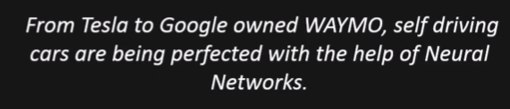 From Tesla to Google owned WAYMO, self driving
cars are being perfected with the help of Neural
Networks.